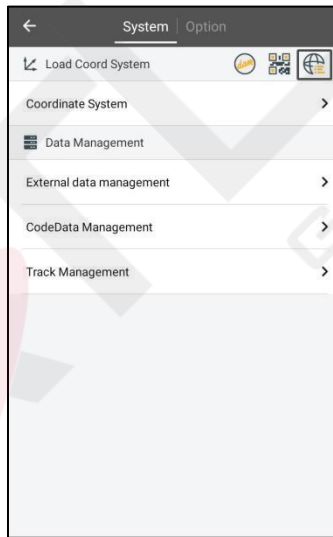 System | Option
Load Coord System
Coordinate System
Data Management
External data management
CodeData Management
Track Management